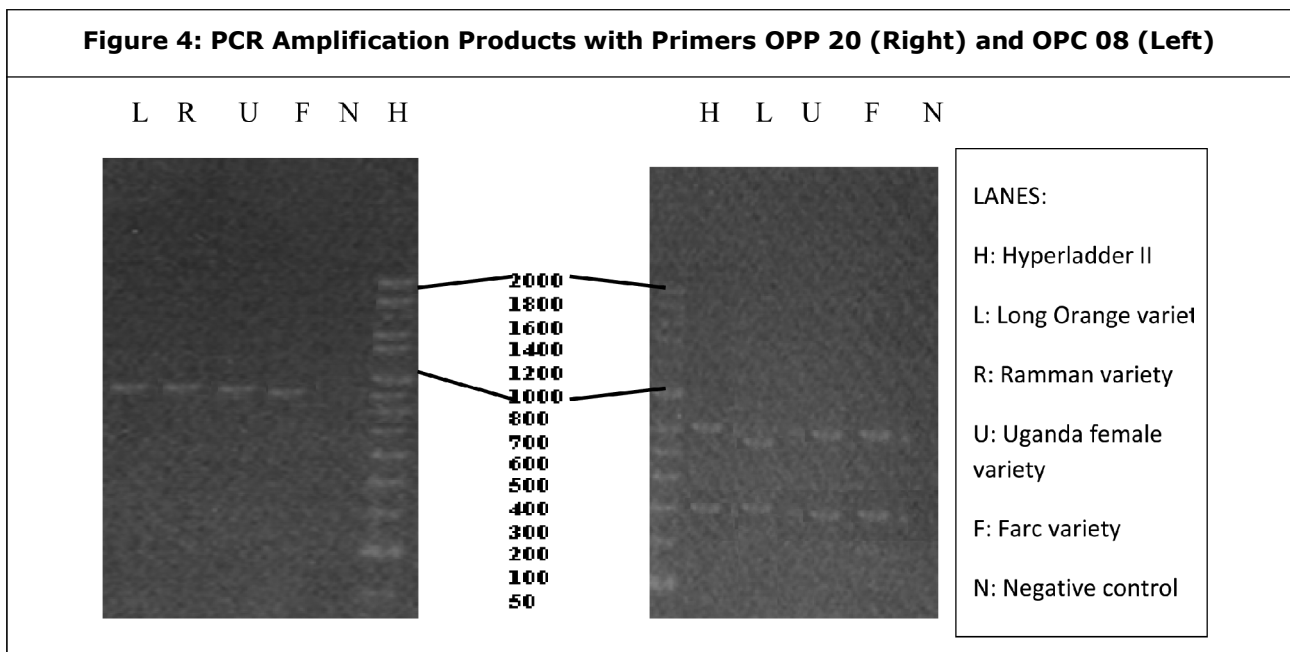 Figure 4: PCR Amplification Products with Primers OPP 20 (Right) and OPC 08 (Left)
L R U F N H
H L U F N
2000
1800
1600
1400
1200
1000
800
700
600
500
400
300
200
100
50
LANES:
H: Hyperladder II
L: Long Orange variet
R: Ramman variety
U: Uganda female
variety
F: Farc variety
N: Negative control